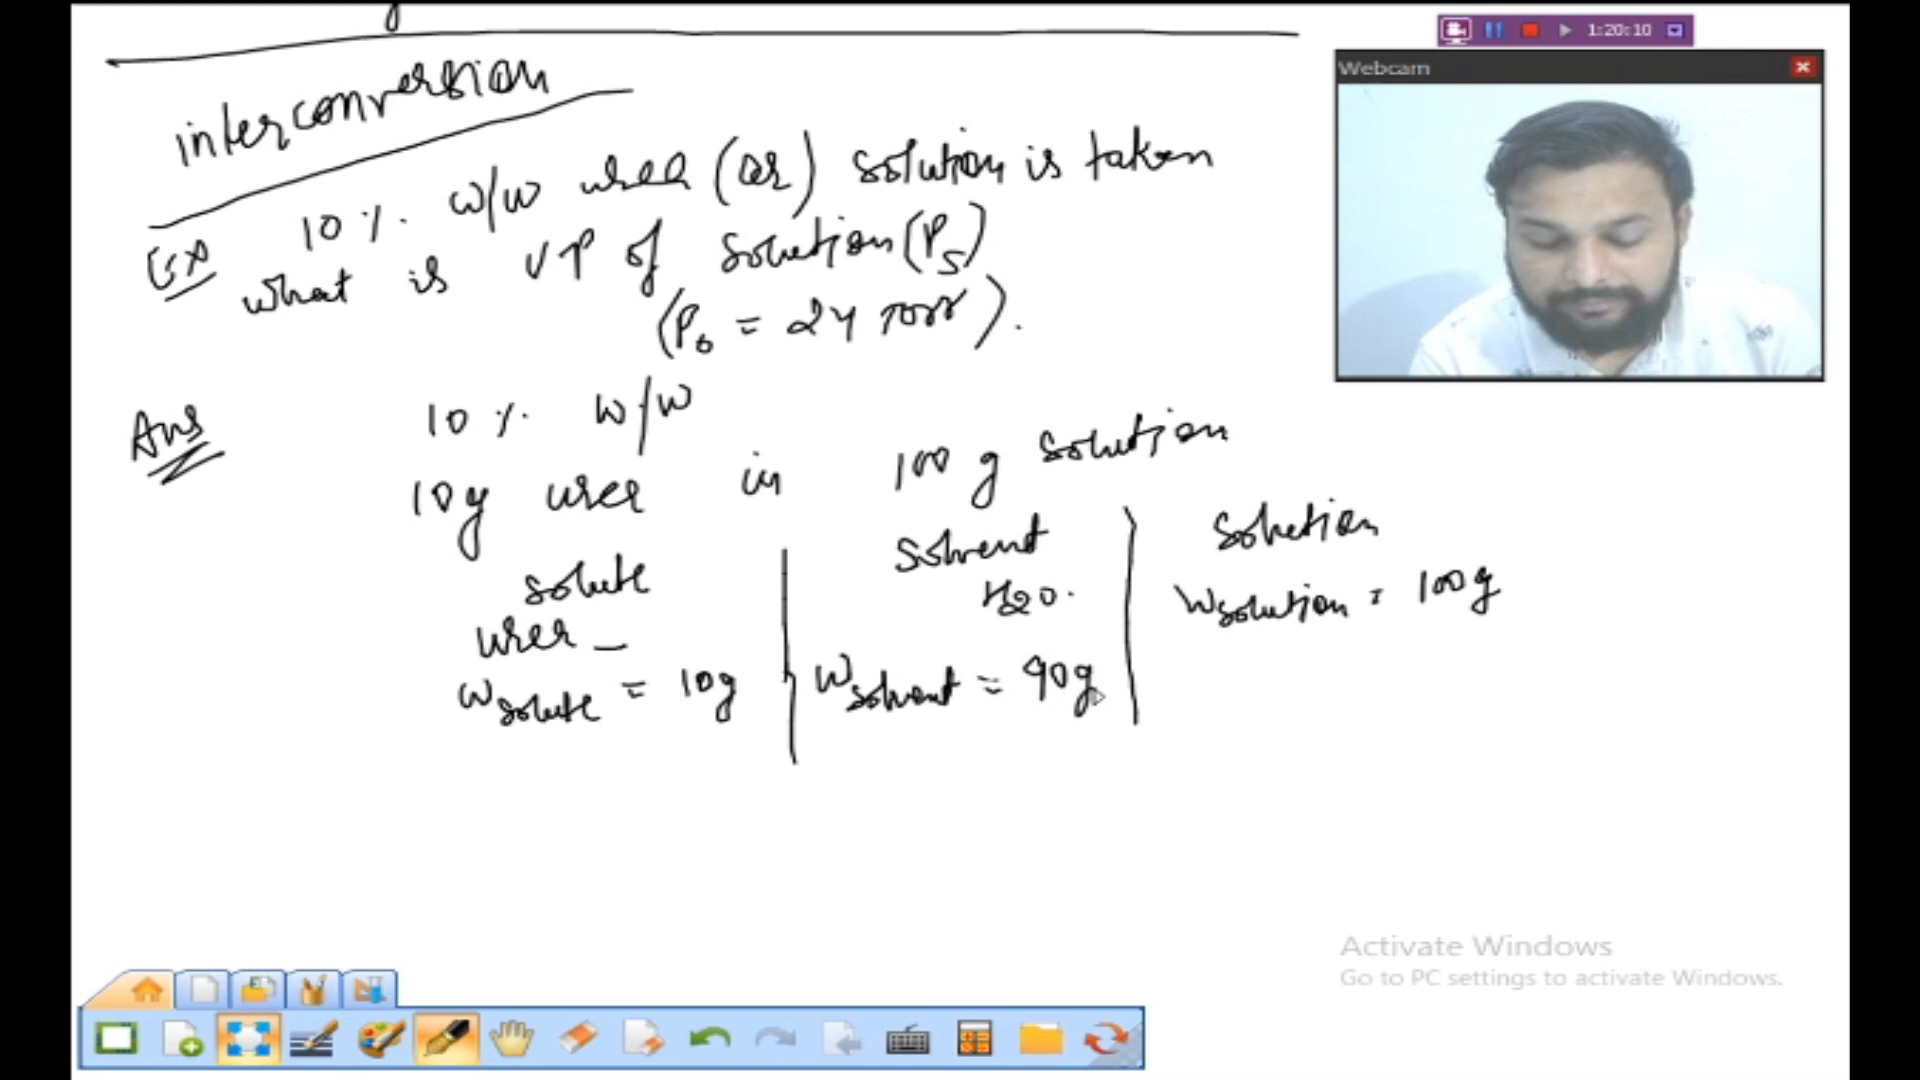 1:20:10
Webcam
interconversion
Ex 10 %. w/w urea (aq) solution is taken
what is VP of solution (Ps)
(P0 = 24 torr).
Ans 10 %. w/w
10g urea in 100 g solution
solute solvent solution
urea – H2O. Wsolution = 100g
Wsolute = 10g Wsolvent = 90g
Activate Windows
Go to PC settings to activate Windows.